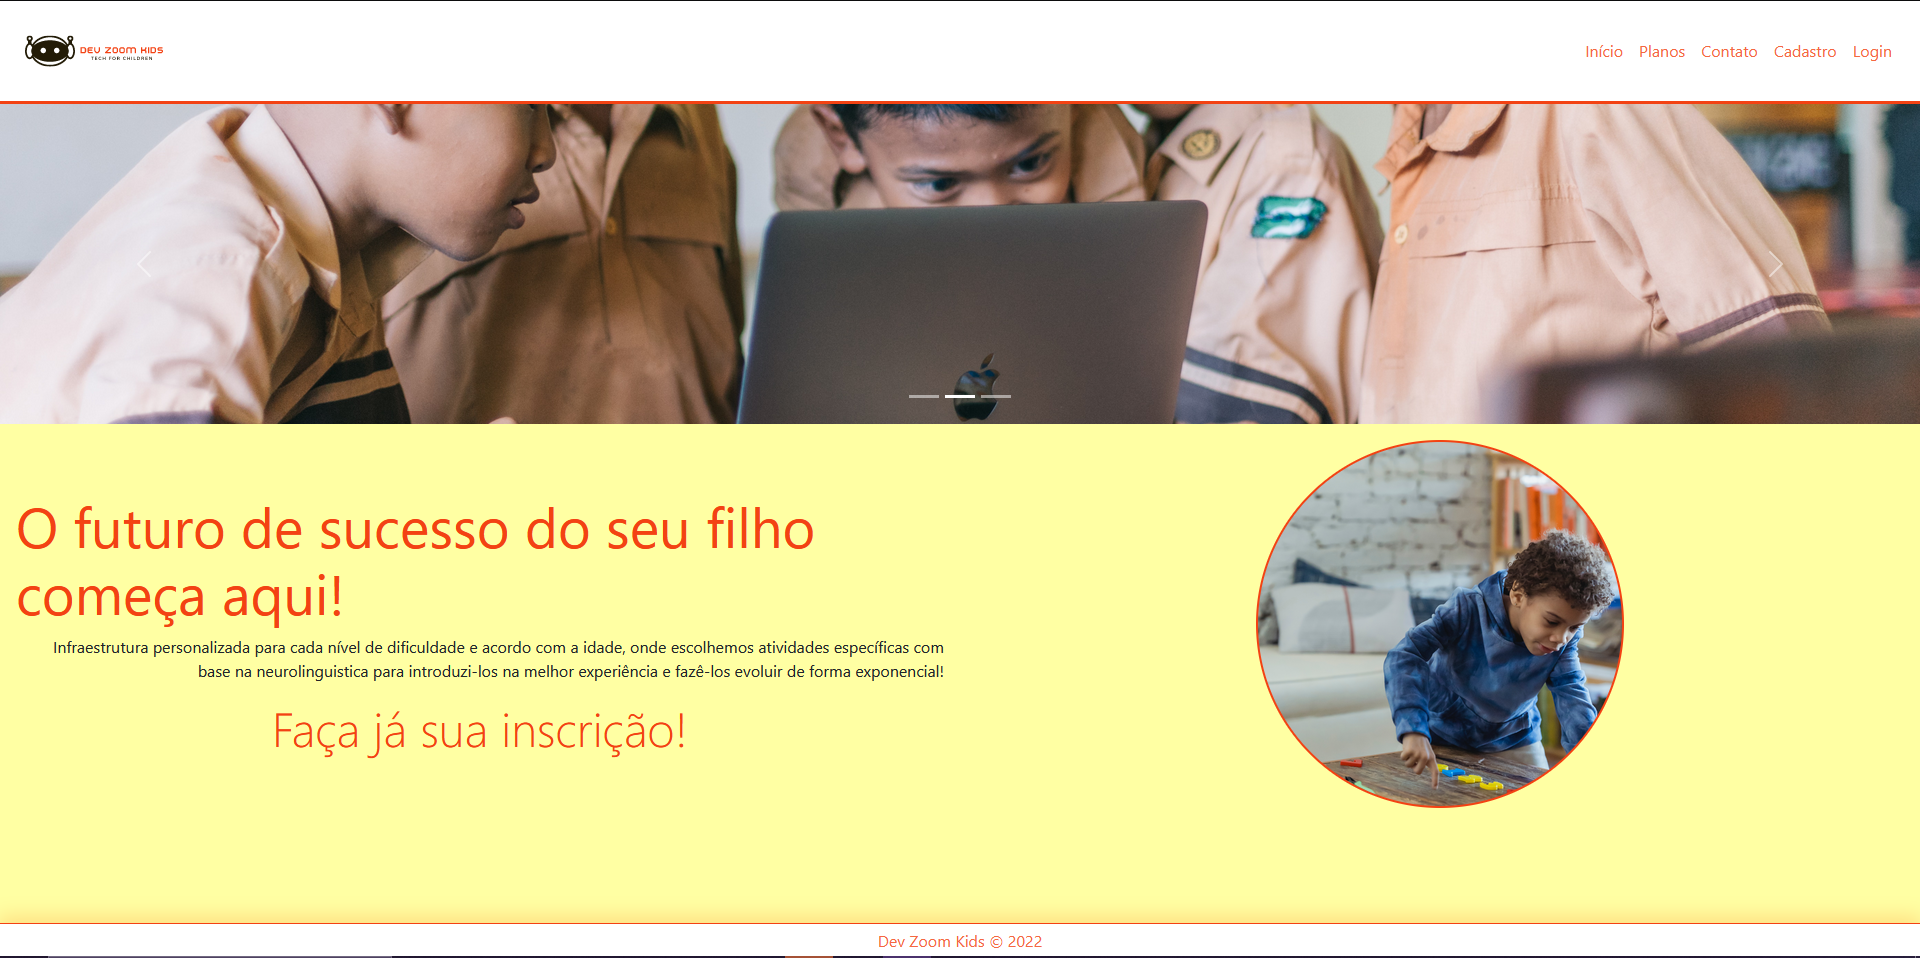 DEV ZOOM KIDS
TECH FOR CHILDREN
Início Planos Contato Cadastro Login
O futuro de sucesso do seu filho
começa aqui!
Infraestrutura personalizada para cada nível de dificuldade e acordo com a idade, onde escolhemos atividades específicas com
base na neurolinguistica para introduzi-los na melhor experiência e fazê-los evoluir de forma exponencial!
Faça já sua inscrição!
Dev Zoom Kids © 2022